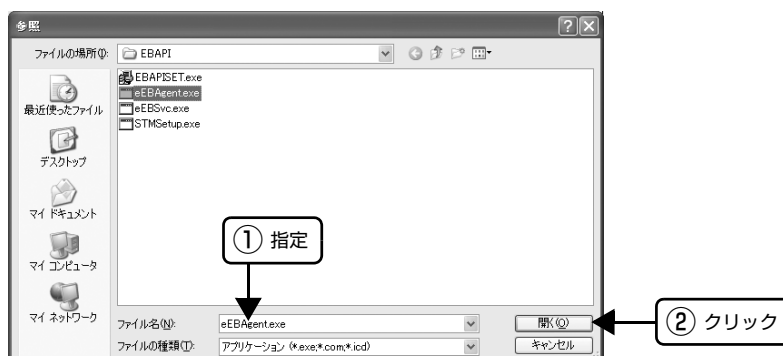 参照
ファイルの場所(I):
EBAPI
EBAPISET.exe
eEBAgent.exe
eEBSvc.exe
STMSetup.exe
最近使ったファイル
デスクトップ
マイ ドキュメント
マイ コンピュータ
マイ ネットワーク
① 指定
ファイル名(N):
eEBAgent.exe
開く(O)
② クリック
ファイルの種類(T):
アプリケーション (*.exe;*.com;*.icd)
キャンセル